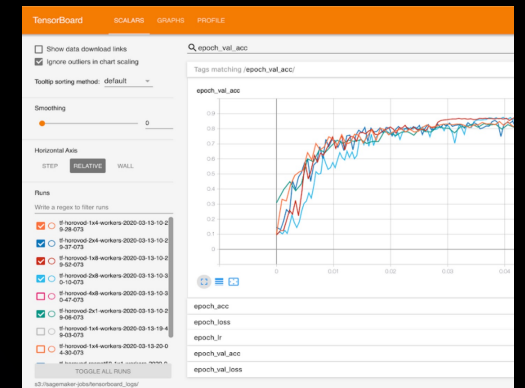 TensorBoard SCALARS GRAPHS PROFILE
Show data download links
Ignore outliers in chart scaling
Tooltip sorting method: default
Smoothing
0
Horizontal Axis
STEP RELATIVE WALL
Runs
Write a regex to filter runs
tf-horovod-1x4-workers-2020-03-13-10-2
9-28-073
tf-horovod-2x4-workers-2020-03-13-10-2
9-37-073
tf-horovod-1x8-workers-2020-03-13-10-2
9-52-073
tf-horovod-2x8-workers-2020-03-13-10-3
0-10-073
tf-horovod-4x8-workers-2020-03-13-10-3
0-47-073
tf-horovod-2x1-workers-2020-03-13-10-2
9-08-073
tf-horovod-1x1-workers-2020-03-13-19-4
9-03-073
tf-horovod-1x4-workers-2020-03-13-20-0
4-30-073
TOGGLE ALL RUNS
s3://sagemaker-jobs/tensorboard_logs/
epoch_val_acc
Tags matching /epoch_val_acc/
epoch_val_acc
0.9
0.8
0.7
0.6
0.5
0.4
0.3
0.2
0.1
0
0 0.01 0.02 0.03 0.04
epoch_acc
epoch_loss
epoch_lr
epoch_val_acc
epoch_val_loss